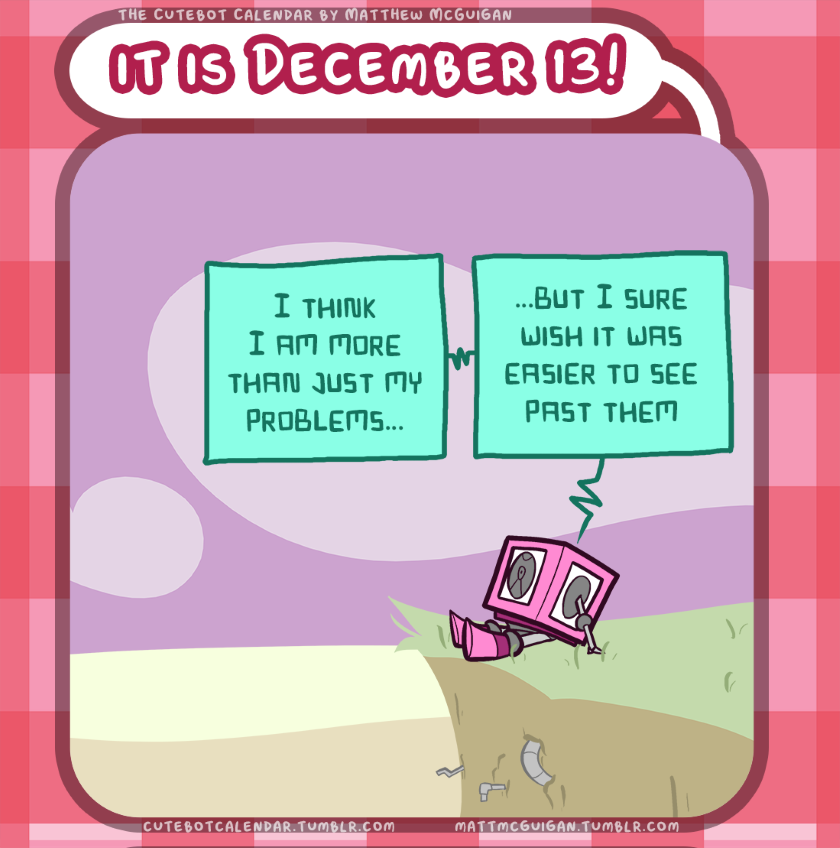 The Cutebot Calendar by Matthew McGuigan
It is December 13!
I think
I am more
than just my
problems...
...but I sure
wish it was
easier to see
past them
cutebotcalendar.tumblr.com
mattmcguigan.tumblr.com